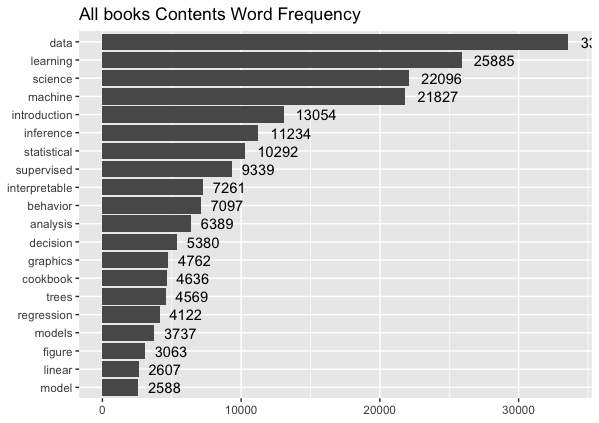 All books Contents Word Frequency
data 33
learning 25885
science 22096
machine 21827
introduction 13054
inference 11234
statistical 10292
supervised 9339
interpretable 7261
behavior 7097
analysis 6389
decision 5380
graphics 4762
cookbook 4636
trees 4569
regression 4122
models 3737
figure 3063
linear 2607
model 2588
0 10000 20000 30000